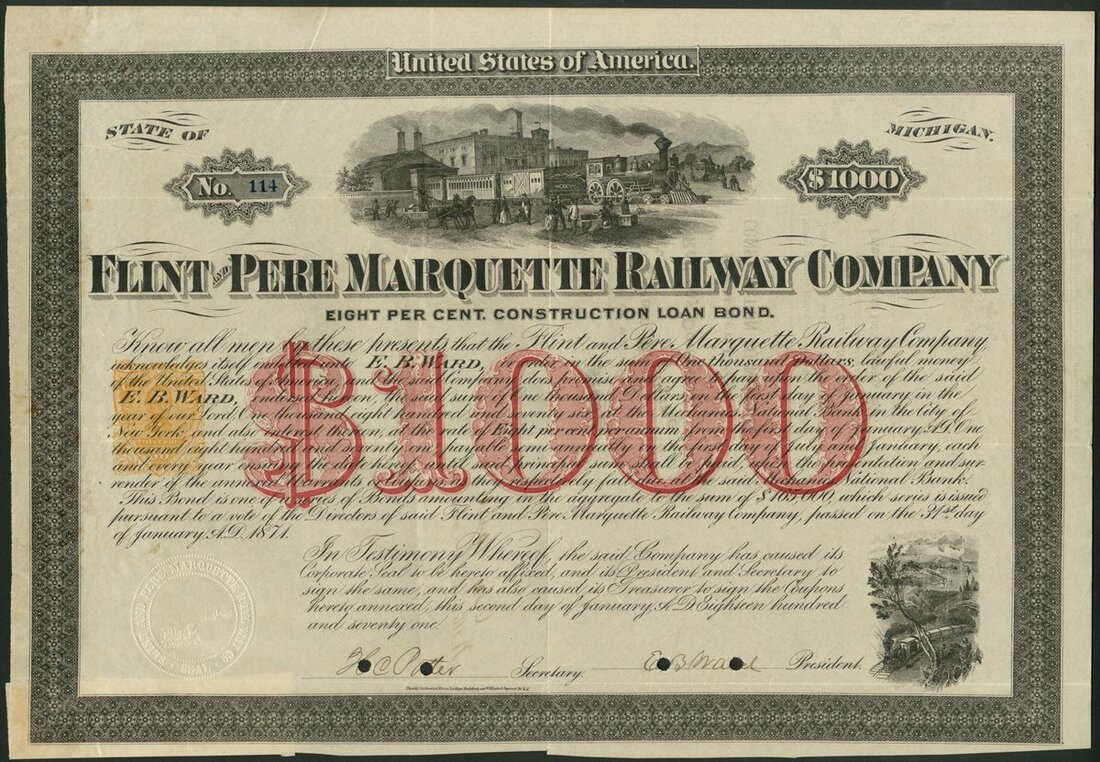 United States of America.
STATE OF
MICHIGAN.
No. 114
$1000
FLINT AND PERE MARQUETTE RAILWAY COMPANY
EIGHT PER CENT. CONSTRUCTION LOAN BOND.
Know all men by these presents that the Flint and Père Marquette Railway Company,
acknowledges itself indebted unto E. B. WARD, or order in the sum of One thousand Dollars, lawful money
of the United States of America, and the said Company does promise and agree to pay upon the order of the said
E. B. WARD, endorsed hereon, the said sum of One thousand Dollars on the first day of January, in the
year of our Lord, One thousand eight hundred and seventy six, at the Mechanics National Bank in the City of
New York and also interest thereon, at the rate of Eight per cent per annum from the first day of January, A.D. One
thousand eight hundred and seventy one, payable semi annually on the first day of July and January, each
and every year ensuing the date hereof, interest and principal sum shall be paid upon the presentation and sur-
render of the annexed Warrants or Coupons as they respectively fall due at the said Mechanics National Bank.
This Bond is one of a series of Bonds amounting in the aggregate to the sum of $165,000, which series is issued
pursuant to a vote of the Directors of said Flint and Père Marquette Railway Company, passed on the 31st day
of January, A.D. 1871.
In Testimony Whereof, the said Company has caused its
Corporate Seal to be hereto affixed, and its President and Secretary to
sign the same, and has also caused its Treasurer to sign the Coupons
hereto annexed, this second day of January A.D. Eighteen hundred
and seventy one.
H C Potter Secretary. E B Ward President.
$1000
SEAL